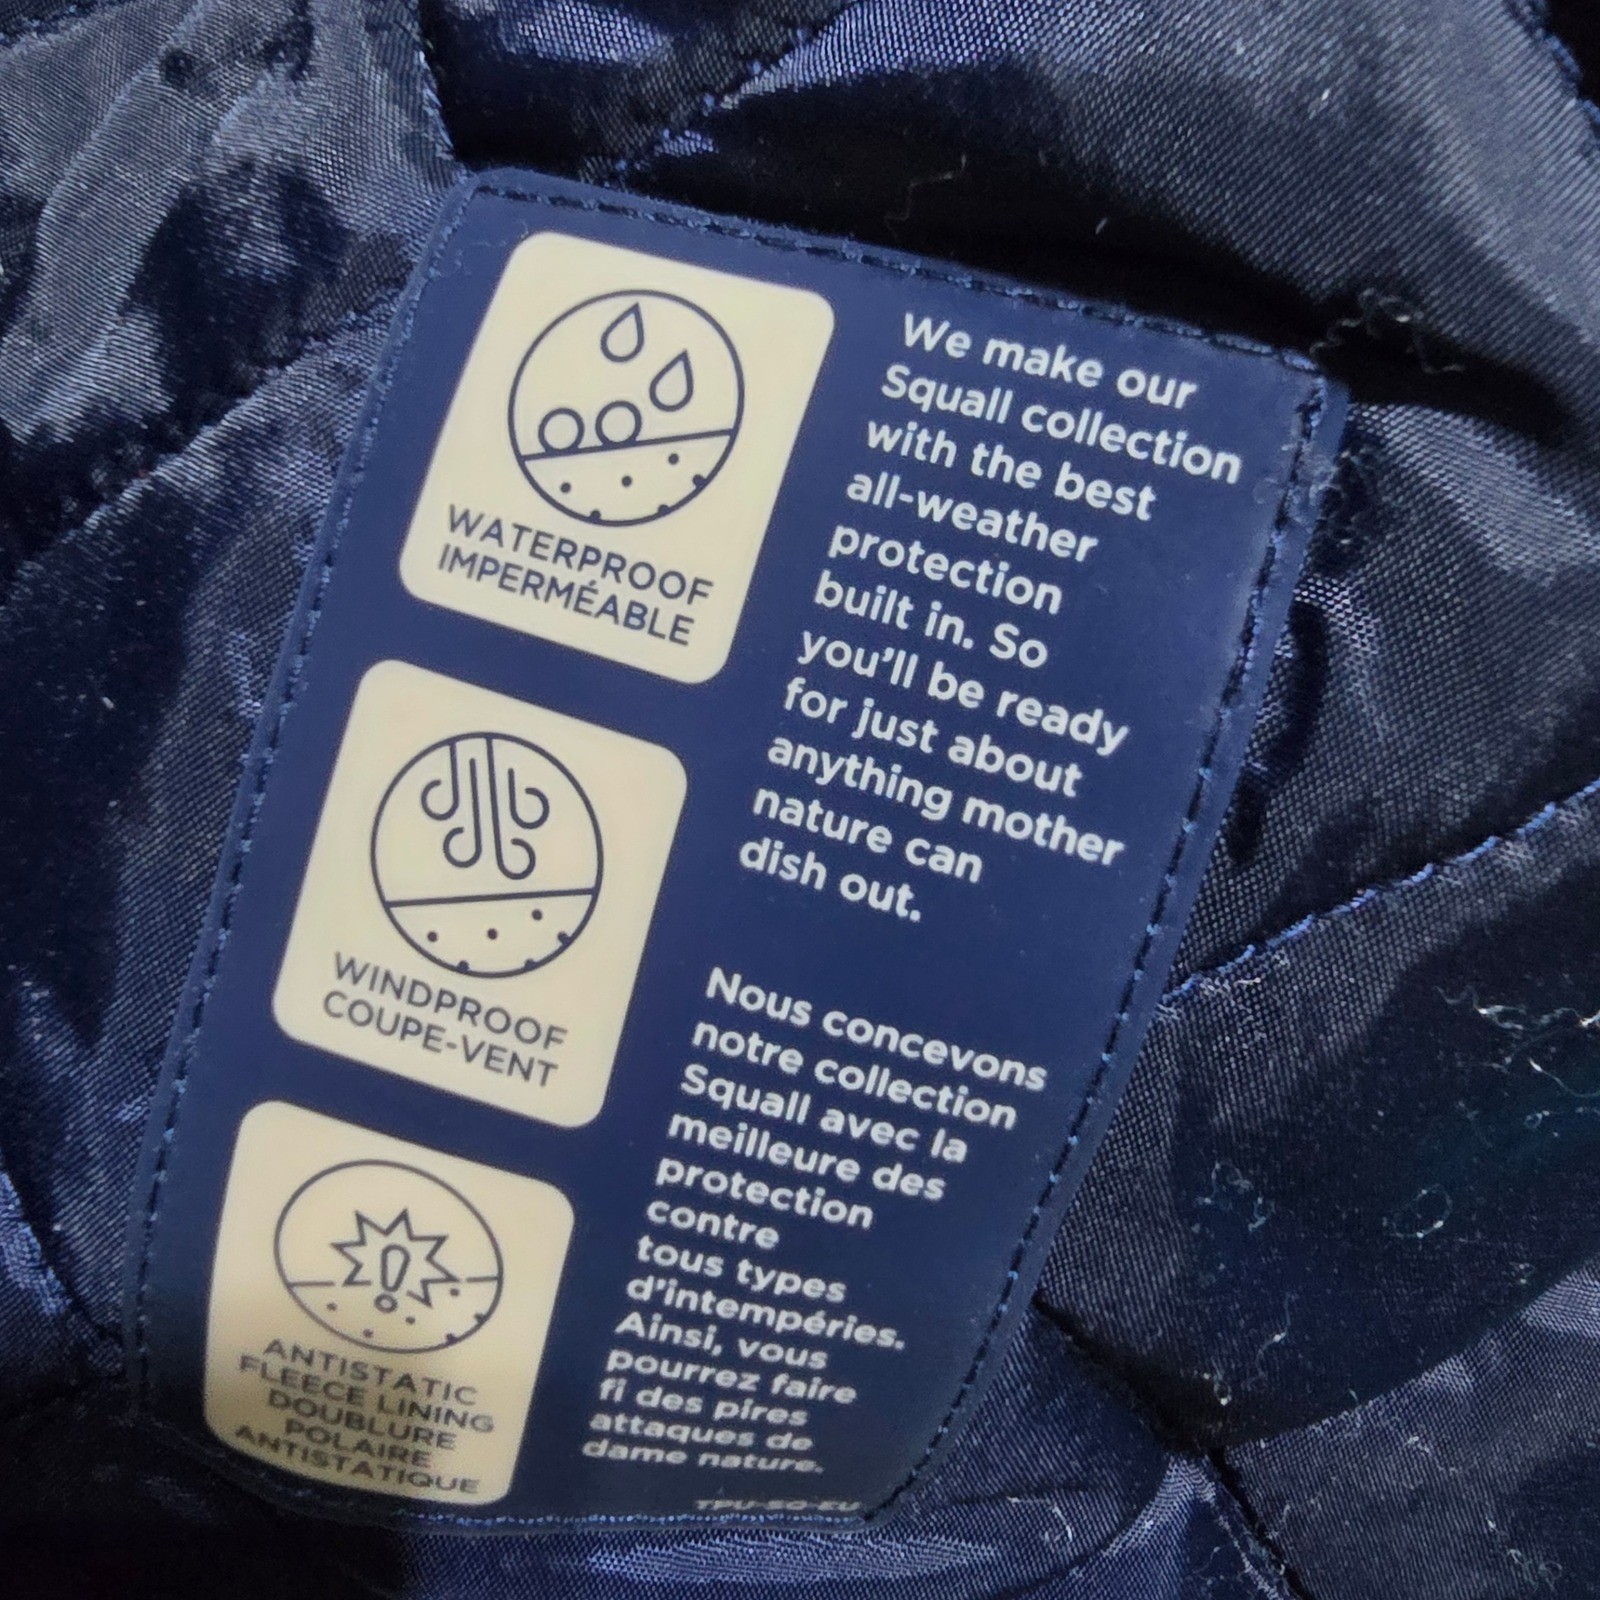 WATERPROOF
IMPERMÉABLE
WINDPROOF
COUPE-VENT
ANTISTATIC
FLEECE LINING
DOUBLURE
POLAIRE
ANTISTATIQUE
We make our
Squall collection
with the best
all-weather
protection
built in. So
you'll be ready
for just about
anything mother
nature can
dish out.
Nous concevons
notre collection
Squall avec la
meilleure des
protection
contre
tous types
d'intempéries.
Ainsi, vous
pourrez faire
fi des pires
attaques de
dame nature.
TPU-SQ-EU